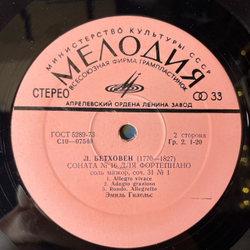 МИНИСТЕРСТВО КУЛЬТУРЫ СССР
МЕЛОДИЯ
ВСЕСОЮЗНАЯ ФИРМА ГРАМПЛАСТИНОК
СТЕРЕО
33
АПРЕЛЕВСКИЙ ОРДЕНА ЛЕНИНА ЗАВОД
ГОСТ 5289-73
С10—07540
2 сторона
Гр. 2. 1-20
Л. БЕТХОВЕН (1770—1827)
СОНАТА № 16 ДЛЯ ФОРТЕПИАНО
соль мажор, соч. 31 № 1
1. Allegro vivace
2. Adagio grazioso
3. Rondo. Allegretto
Эмиль Гилельс